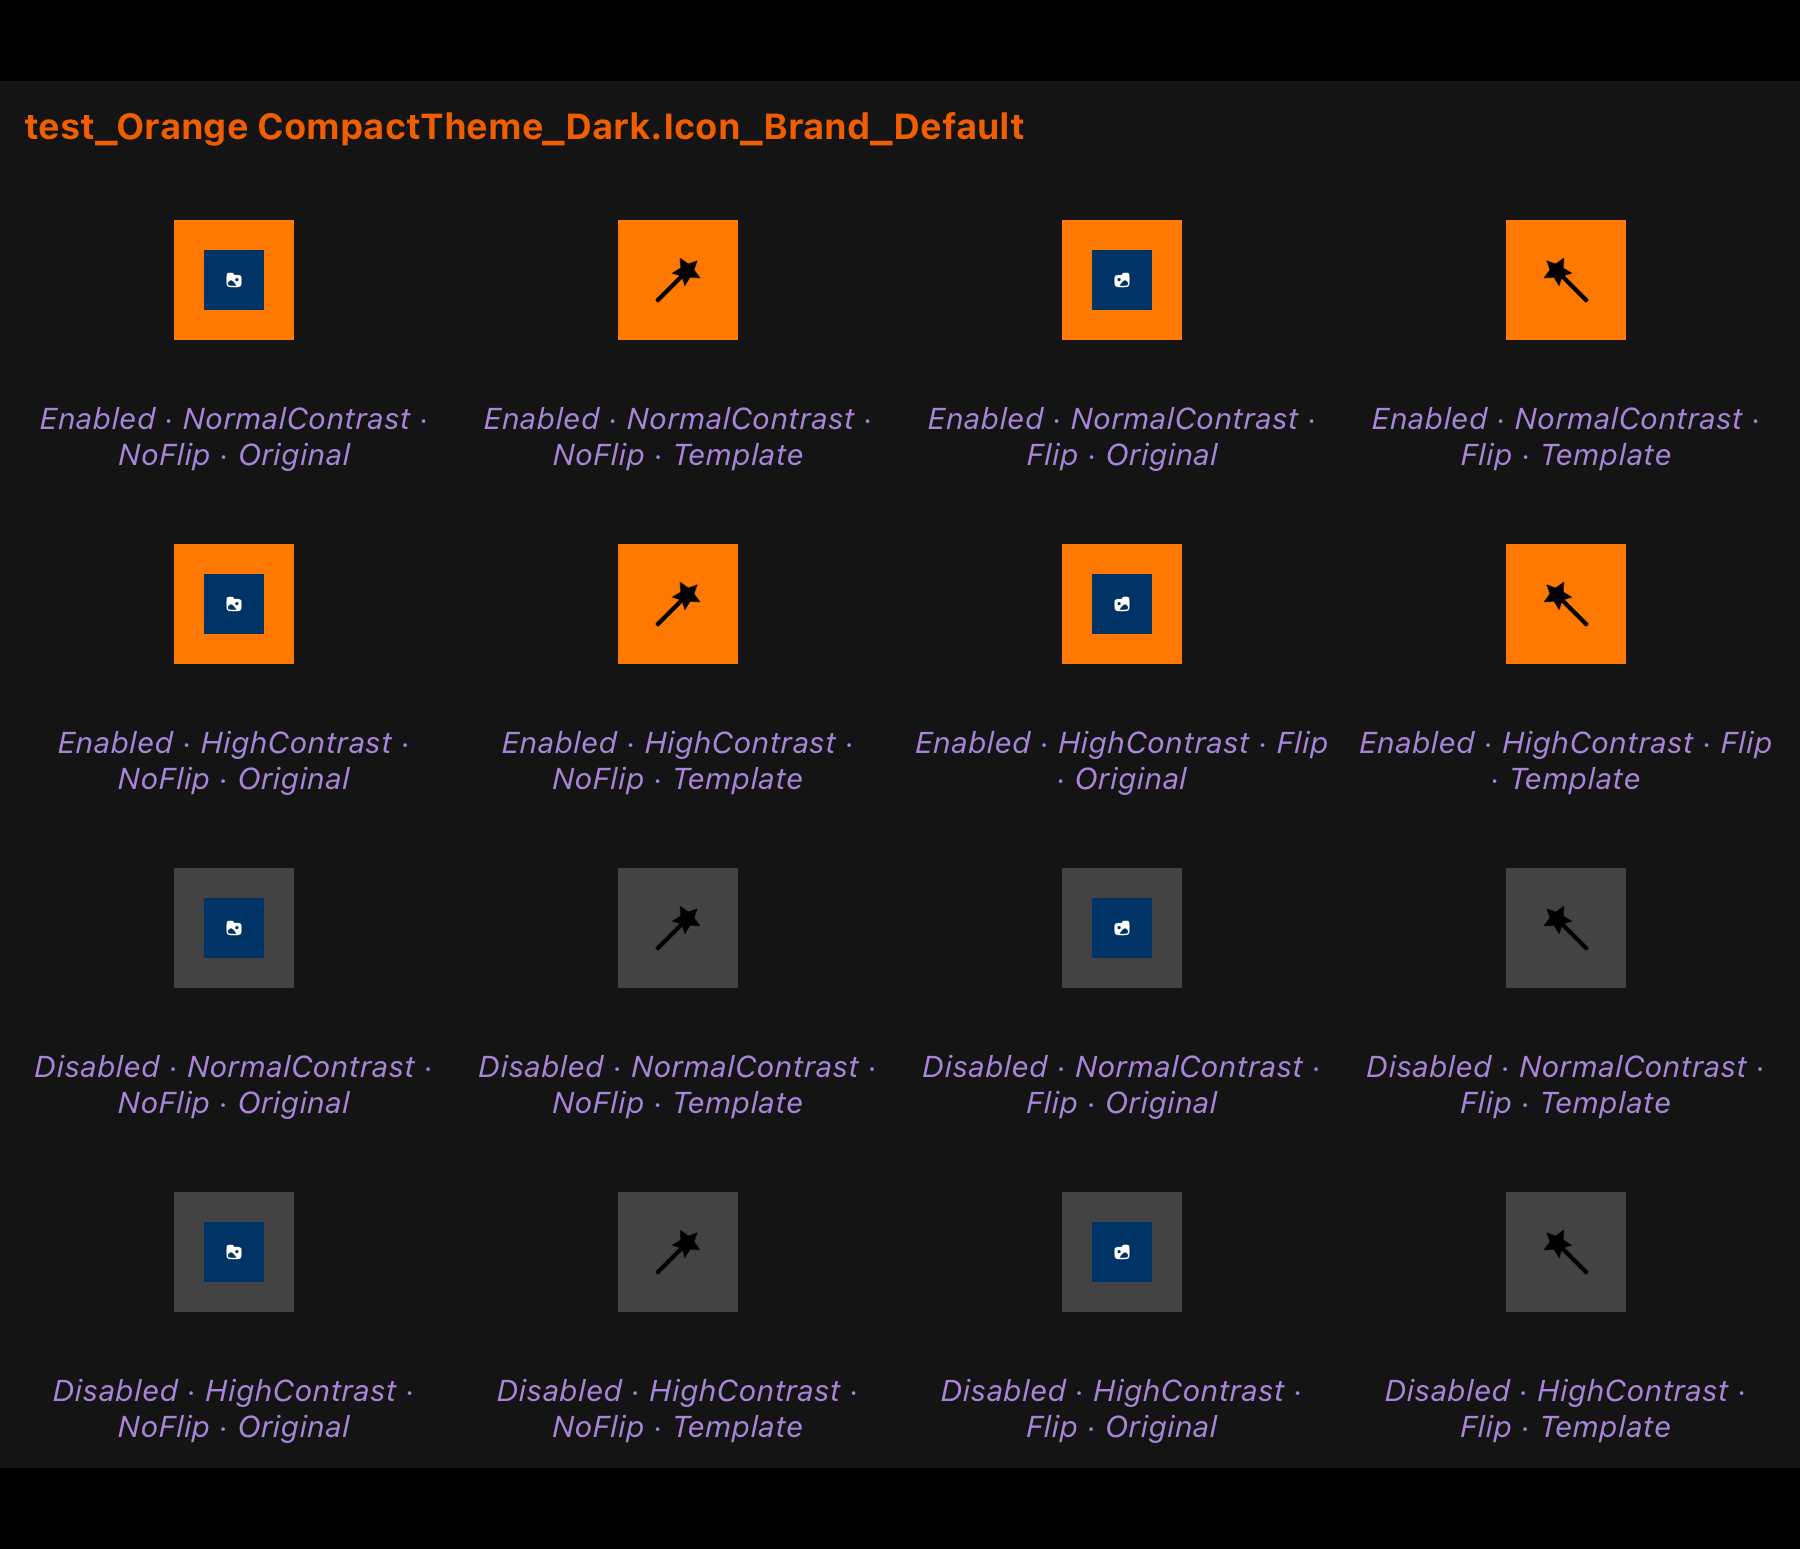 test_Orange CompactTheme_Dark.Icon_Brand_Default
Enabled · NormalContrast ·
NoFlip · Original
Enabled · NormalContrast ·
NoFlip · Template
Enabled · NormalContrast ·
Flip · Original
Enabled · NormalContrast ·
Flip · Template
Enabled · HighContrast ·
NoFlip · Original
Enabled · HighContrast ·
NoFlip · Template
Enabled · HighContrast · Flip
· Original
Enabled · HighContrast · Flip
· Template
Disabled · NormalContrast ·
NoFlip · Original
Disabled · NormalContrast ·
NoFlip · Template
Disabled · NormalContrast ·
Flip · Original
Disabled · NormalContrast ·
Flip · Template
Disabled · HighContrast ·
NoFlip · Original
Disabled · HighContrast ·
NoFlip · Template
Disabled · HighContrast ·
Flip · Original
Disabled · HighContrast ·
Flip · Template